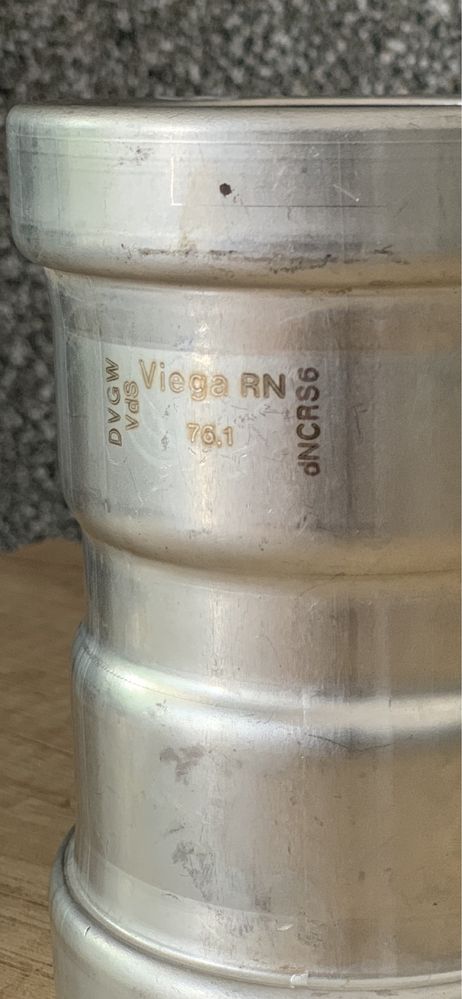 DVGW
VdS
Viega RN
76.1
dNCRS6